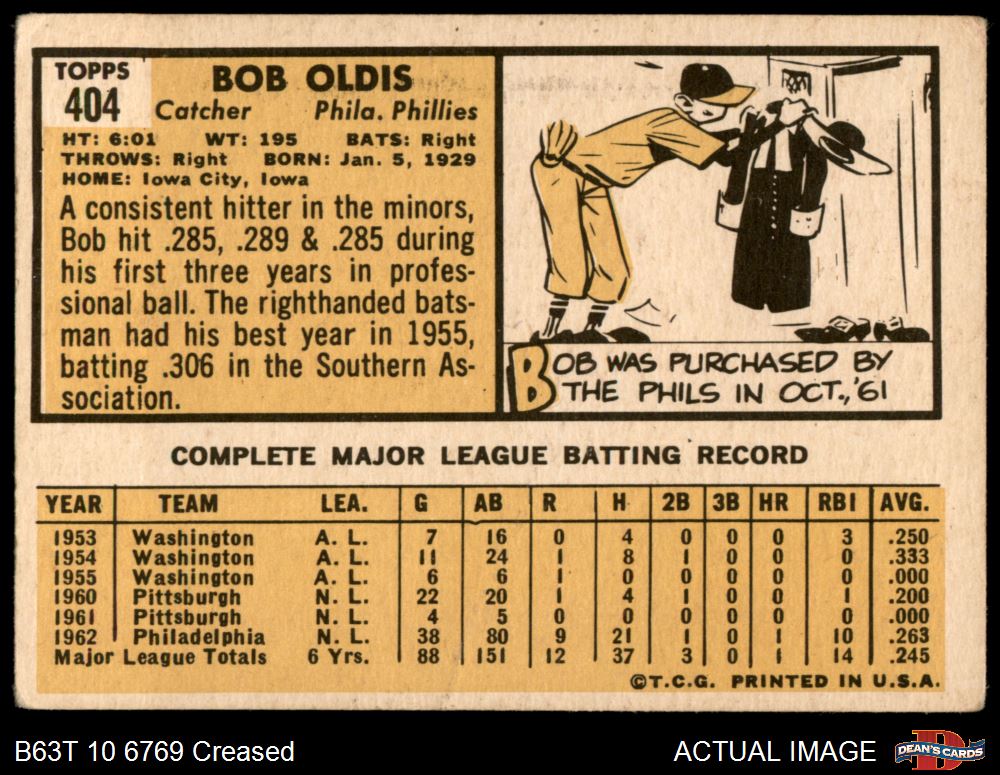 TOPPS
404
BOB OLDIS
Catcher Phila. Phillies
HT: 6:01 WT: 195 BATS: Right
THROWS: Right BORN: Jan. 5, 1929
HOME: Iowa City, Iowa
A consistent hitter in the minors,
Bob hit .285, .289 & .285 during
his first three years in profes-
sional ball. The righthanded bats-
man had his best year in 1955,
batting .306 in the Southern As-
sociation.
BOB WAS PURCHASED BY
THE PHILS IN OCT., '61
COMPLETE MAJOR LEAGUE BATTING RECORD
YEAR TEAM LEA. G AB R H 2B 3B HR RBI AVG.
1953 Washington A. L. 7 16 0 4 0 0 0 3 .250
1954 Washington A. L. 11 24 1 8 1 0 0 0 .333
1955 Washington A. L. 6 6 1 0 0 0 0 0 .000
1960 Pittsburgh N. L. 22 20 1 4 1 0 0 1 .200
1961 Pittsburgh N. L. 4 5 0 0 0 0 0 0 .000
1962 Philadelphia N. L. 38 80 9 21 1 0 1 10 .263
Major League Totals 6 Yrs. 88 151 12 37 3 0 1 14 .245
©T.C.G. PRINTED IN U.S.A.
B63T 10 6769 Creased
ACTUAL IMAGE
D
DEAN'S CARDS